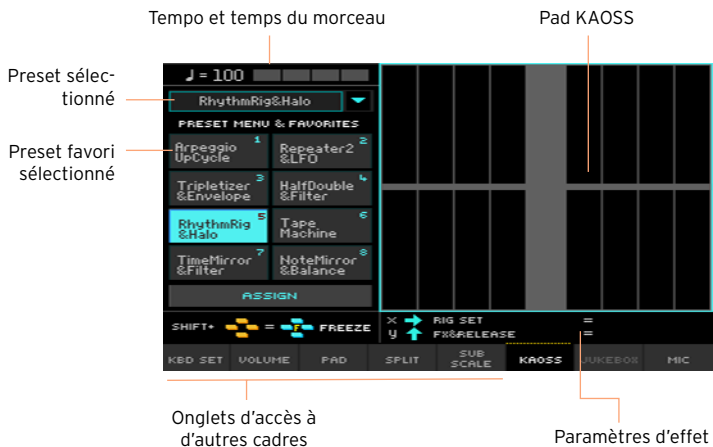 Tempo et temps du morceau
Pad KAOSS
Preset sélec-
tionné
Preset favori
sélectionné
♩ = 100
RhythmRig&Halo
PRESET MENU & FAVORITES
Arpeggio UpCycle 1
Repeater2 &LFO 2
Tripletizer &Envelope 3
HalfDouble &Filter 4
RhythmRig &Halo 5
Tape Machine 6
TimeMirror &Filter 7
NoteMirror &Balance 8
ASSIGN
SHIFT+ = F FREEZE
X RIG SET =
y FX&RELEASE =
KBD SET VOLUME PAD SPLIT SUB SCALE KAOSS JUKEBOX MIC
Onglets d'accès à
d'autres cadres
Paramètres d'effet